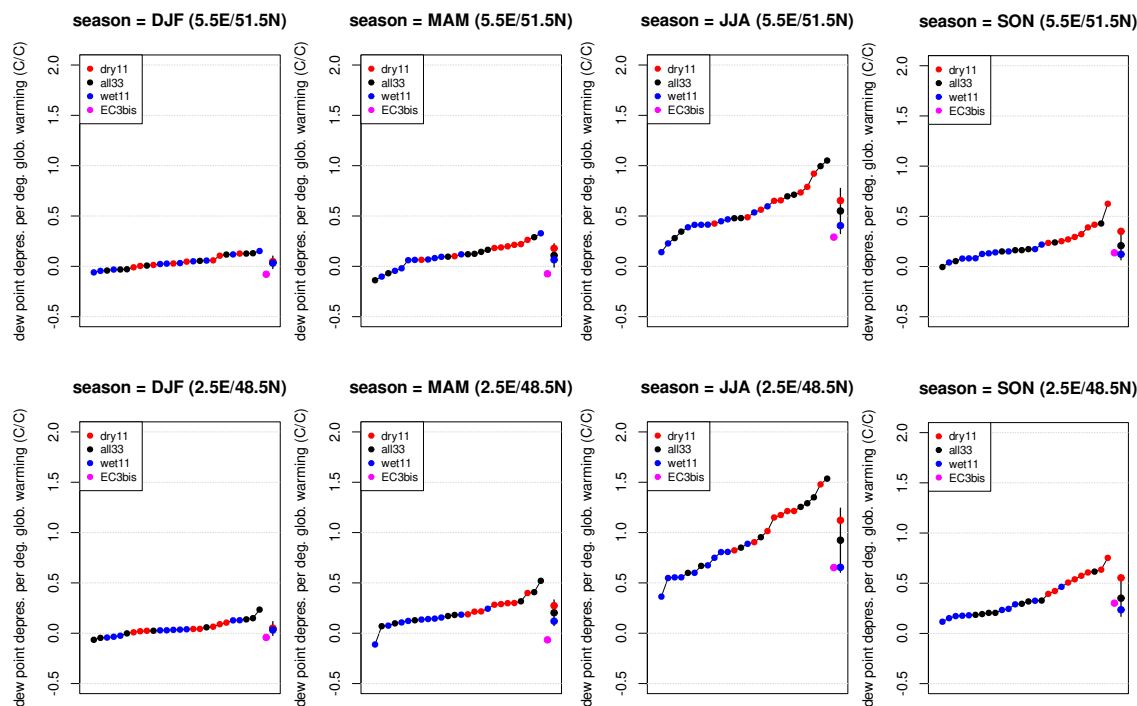 season = DJF (5.5E/51.5N)
dew point depres. per deg. glob. warming (C/C)
2.0
1.5
1.0
0.5
0.0
-0.5
dry11
all33
wet11
EC3bis
season = MAM (5.5E/51.5N)
dew point depres. per deg. glob. warming (C/C)
2.0
1.5
1.0
0.5
0.0
-0.5
dry11
all33
wet11
EC3bis
season = JJA (5.5E/51.5N)
dew point depres. per deg. glob. warming (C/C)
2.0
1.5
1.0
0.5
0.0
-0.5
dry11
all33
wet11
EC3bis
season = SON (5.5E/51.5N)
dew point depres. per deg. glob. warming (C/C)
2.0
1.5
1.0
0.5
0.0
-0.5
dry11
all33
wet11
EC3bis
season = DJF (2.5E/48.5N)
dew point depres. per deg. glob. warming (C/C)
2.0
1.5
1.0
0.5
0.0
-0.5
dry11
all33
wet11
EC3bis
season = MAM (2.5E/48.5N)
dew point depres. per deg. glob. warming (C/C)
2.0
1.5
1.0
0.5
0.0
-0.5
dry11
all33
wet11
EC3bis
season = JJA (2.5E/48.5N)
dew point depres. per deg. glob. warming (C/C)
2.0
1.5
1.0
0.5
0.0
-0.5
dry11
all33
wet11
EC3bis
season = SON (2.5E/48.5N)
dew point depres. per deg. glob. warming (C/C)
2.0
1.5
1.0
0.5
0.0
-0.5
dry11
all33
wet11
EC3bis